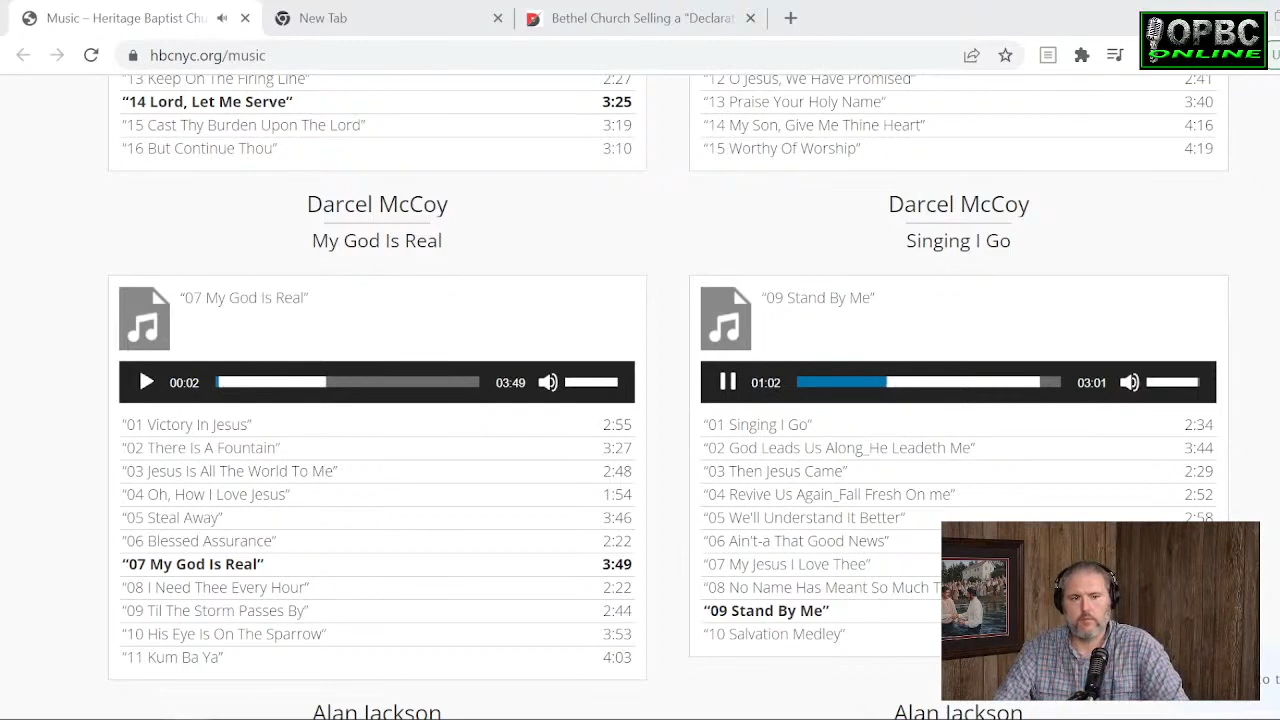 Music – Heritage Baptist Chu
New Tab
Bethel Church Selling a "Declarat
OPBC
ONLINE
hbcnyc.org/music
"13 Keep On The Firing Line" 2:27
"14 Lord, Let Me Serve" 3:25
"15 Cast Thy Burden Upon The Lord" 3:19
"16 But Continue Thou" 3:10
"12 O Jesus, We Have Promised" 2:41
"13 Praise Your Holy Name" 3:40
"14 My Son, Give Me Thine Heart" 4:16
"15 Worthy Of Worship" 4:19
Darcel McCoy
My God Is Real
"07 My God Is Real"
00:02 03:49
"01 Victory In Jesus" 2:55
"02 There Is A Fountain" 3:27
"03 Jesus Is All The World To Me" 2:48
"04 Oh, How I Love Jesus" 1:54
"05 Steal Away" 3:46
"06 Blessed Assurance" 2:22
"07 My God Is Real" 3:49
"08 I Need Thee Every Hour" 2:22
"09 Til The Storm Passes By" 2:44
"10 His Eye Is On The Sparrow" 3:53
"11 Kum Ba Ya" 4:03
Alan Jackson
Darcel McCoy
Singing I Go
"09 Stand By Me"
01:02 03:01
"01 Singing I Go" 2:34
"02 God Leads Us Along_He Leadeth Me" 3:44
"03 Then Jesus Came" 2:29
"04 Revive Us Again_Fall Fresh On me" 2:52
"05 We'll Understand It Better" 2:58
"06 Ain't-a That Good News"
"07 My Jesus I Love Thee"
"08 No Name Has Meant So Much T
"09 Stand By Me"
"10 Salvation Medley"
Alan Jackson